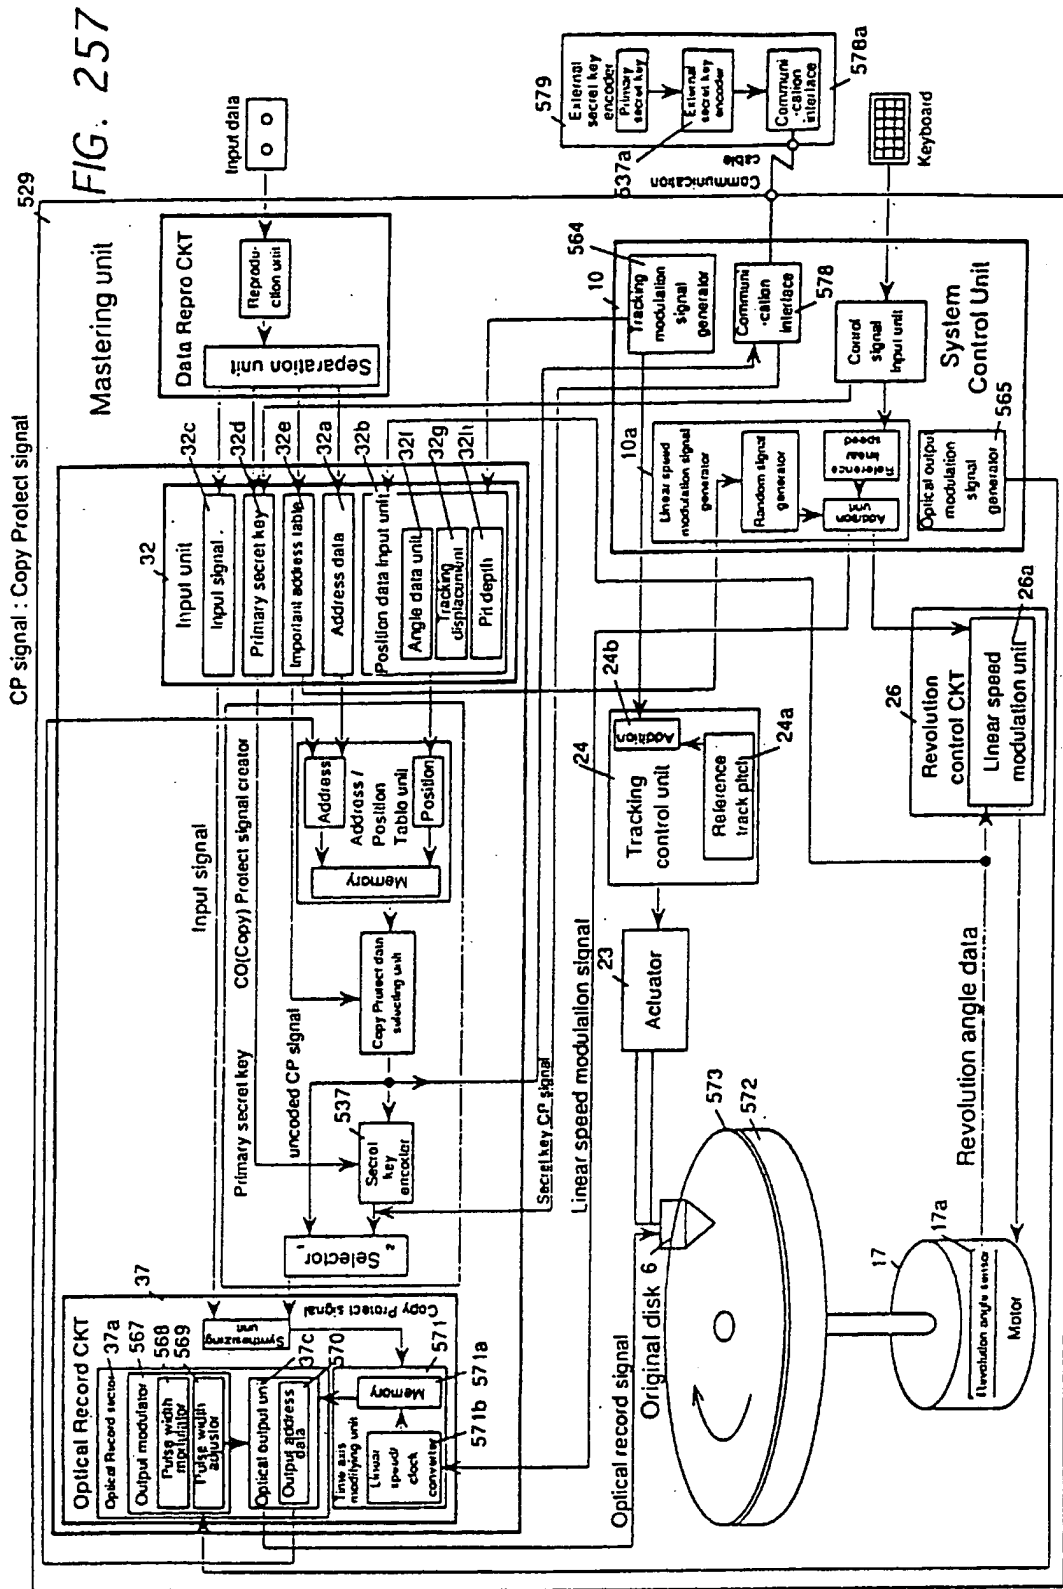 FIG. 257
CP signal : Copy Protect signal
529
Mastering unit
Input data
Data Repro CKT
Reprodu-
ction unit
Separation unit
579
External
secret key
encoder
Primary
secret key
External
secret key
encoder
537a
Communi
-cation
interface
578a
Communication
cable
Keyboard
32
Input unit
Input signal
32c
Primary secret key
32d
Important address table
32e
Address data
32a
Position data Input unit
32b
Angle data unit
32f
Tracking
displacement
32g
Pit depth
32h
10
Tracking
modulation
signal
generator
564
Communi
-cation
interface
578
Control
signal
Input unit
System
Control Unit
10a
Linear speed
modulation signal
generator
Random signal
generator
Reference
linear
speed
Addition
unit
Optical output
modulation
signal
generator
565
Input signal
CO(Copy) Protect signal creator
Primary secret key
uncoded CP signal
Address
Address /
Position
Table unit
Position
Memory
Copy Protect data
selecting unit
537
Secret
key
encoder
Selector
1
2
Secret key CP signal
Linear speed modulation signal
24
Tracking
control unit
Addition
24b
Reference
track pitch
24a
23
Actuator
26
Revolution
control CKT
Linear speed
modulation unit
26a
Revolution angle data
Optical Record CKT
37
37a
Optical Record sector
567
Output modulator
568
Pulse width
modulator
569
Pulse width
adjustor
Synthesizing
unit
Copy Protect signal
Optical output unit
37c
Output address
data
570
Time axis
modifying unit
571
Memory
571a
Linear
speed/
clock
converter
571b
Optical record signal
Original disk
6
573
572
17
17a
Revolution angle sensor
Motor